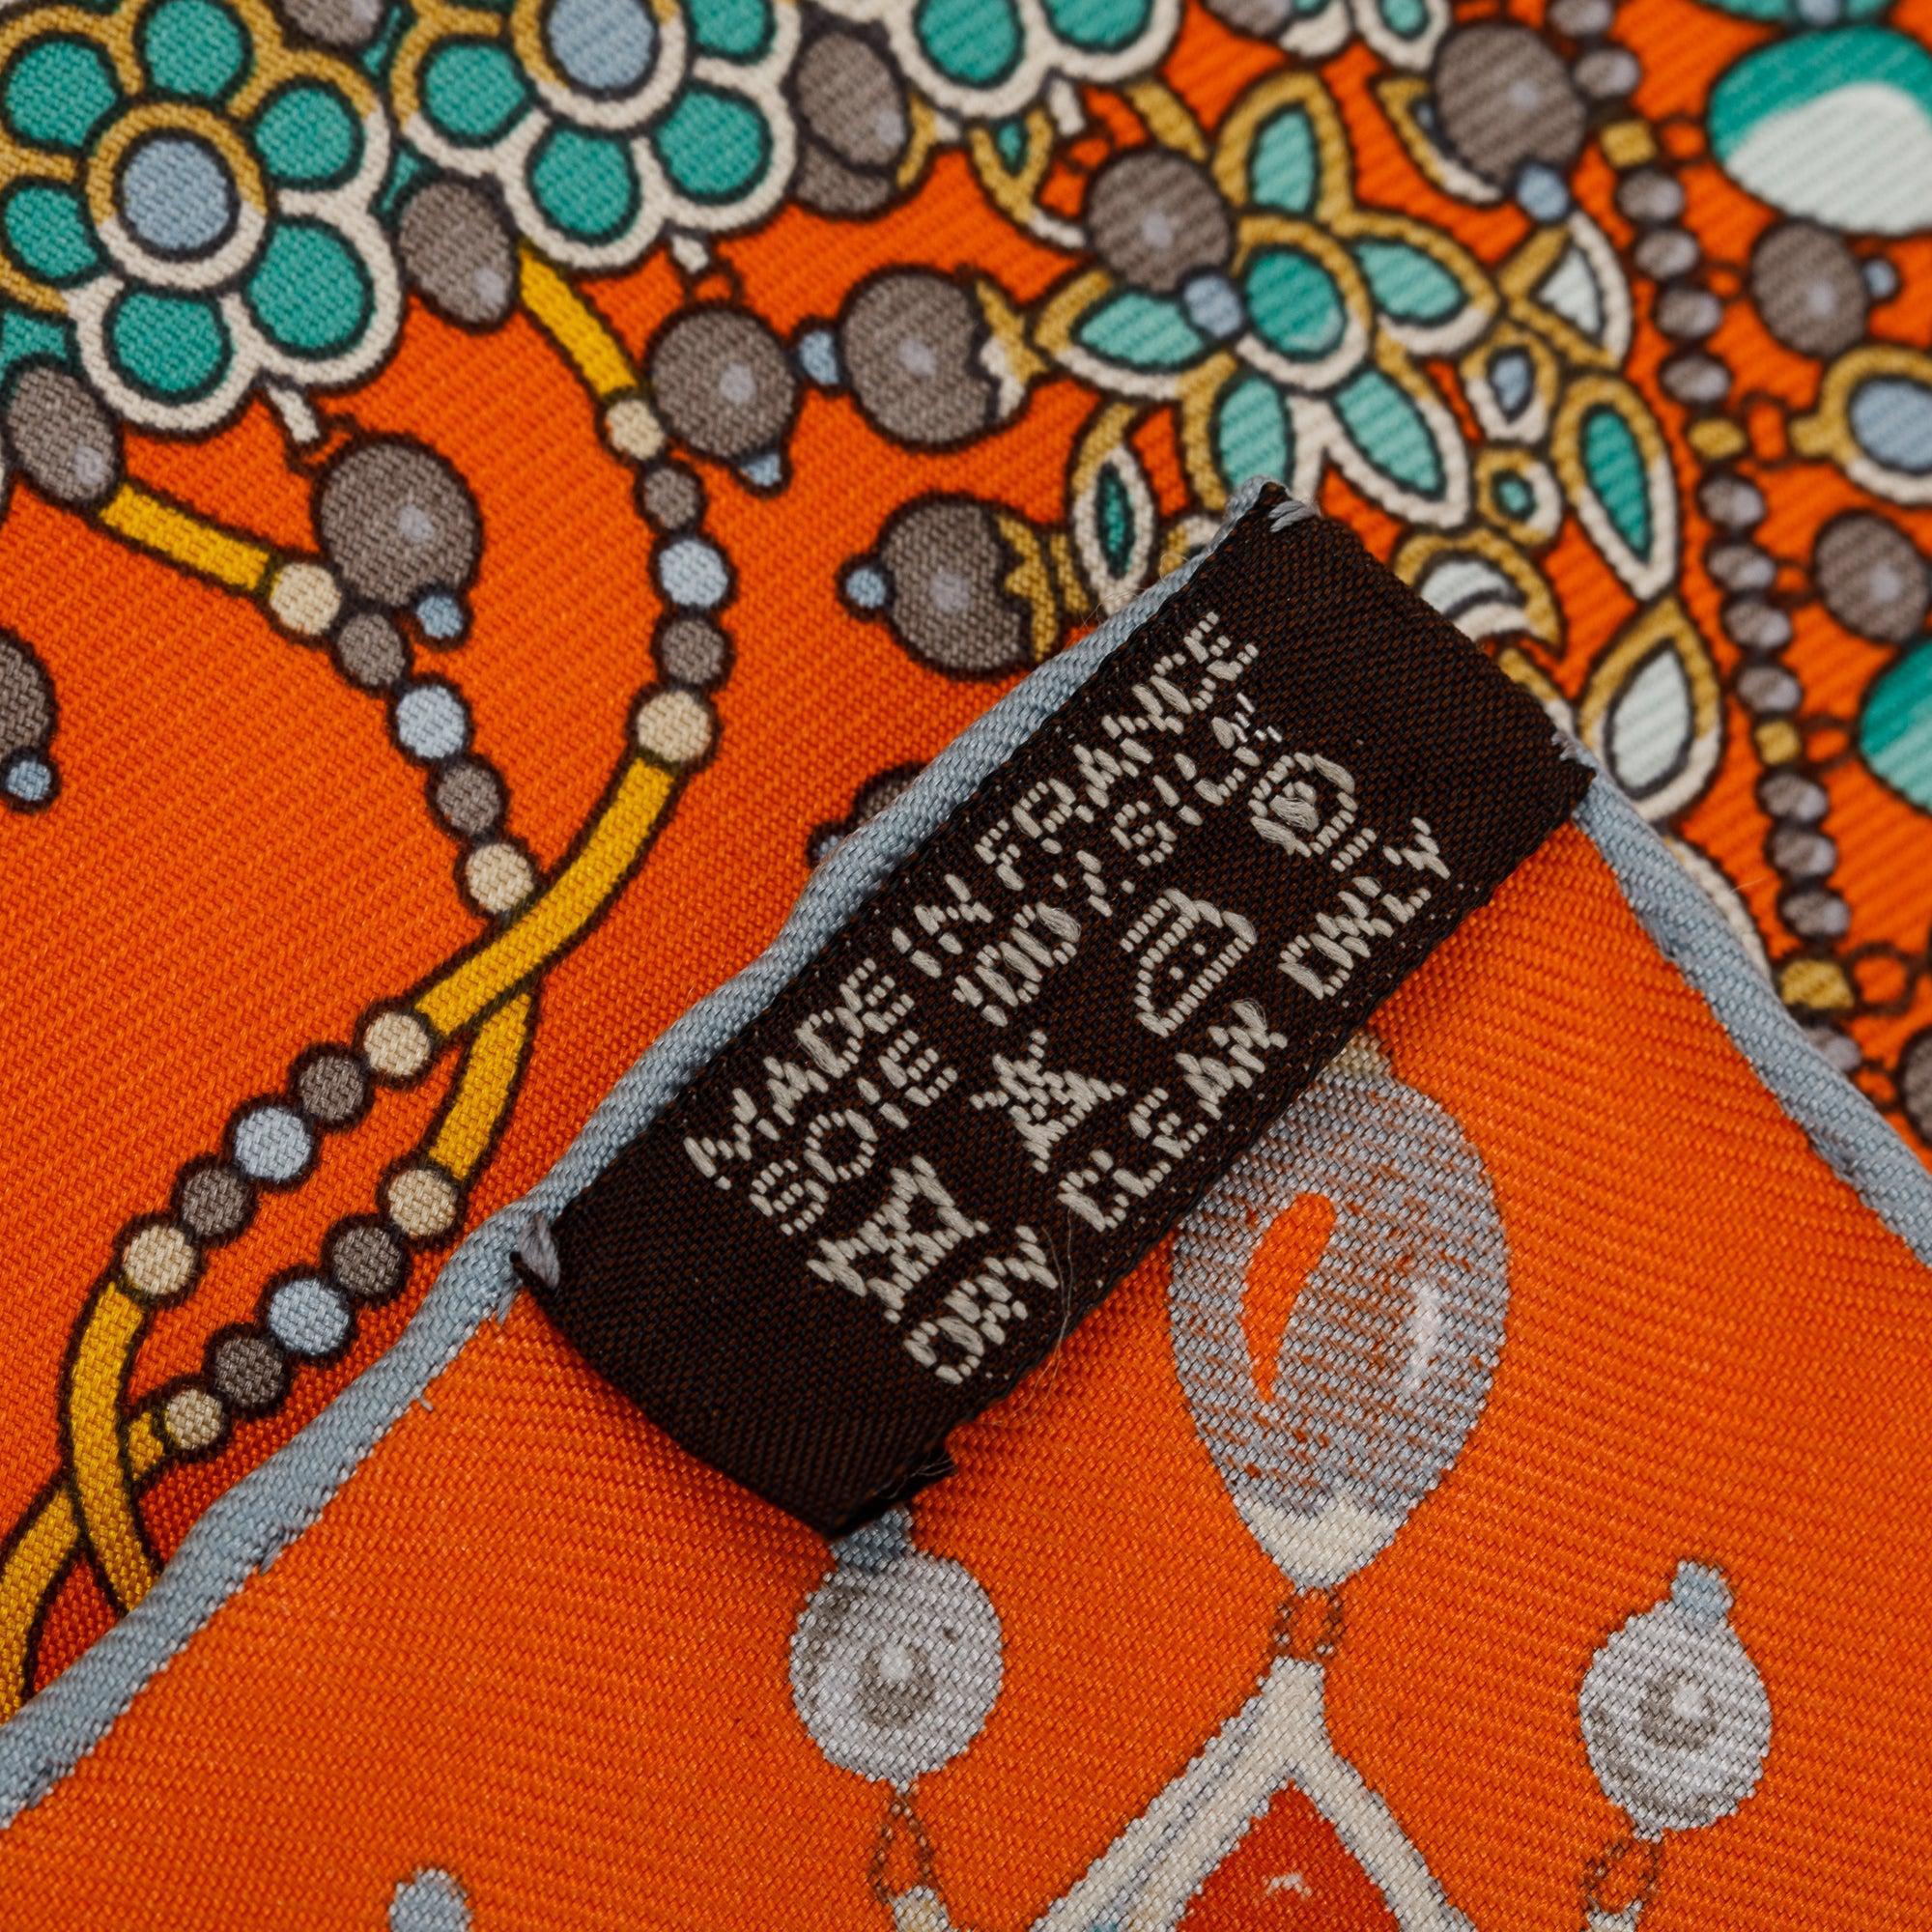 MADE IN FRANCE
SOIE 100% SILK
DRY CLEAN ONLY